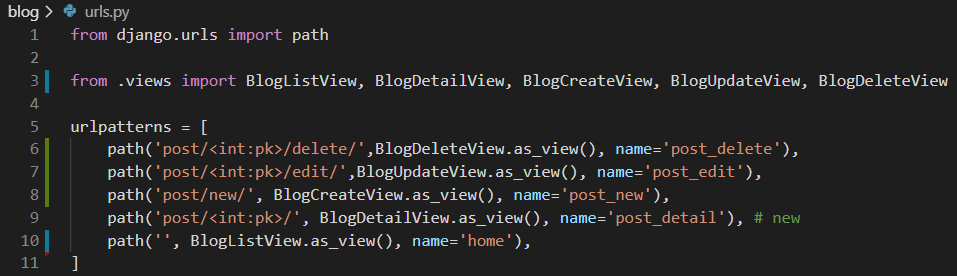 blog > urls.py
1 from django.urls import path
2
3 from .views import BlogListView, BlogDetailView, BlogCreateView, BlogUpdateView, BlogDeleteView
4
5 urlpatterns = [
6     path('post/<int:pk>/delete/',BlogDeleteView.as_view(), name='post_delete'),
7     path('post/<int:pk>/edit/',BlogUpdateView.as_view(), name='post_edit'),
8     path('post/new/', BlogCreateView.as_view(), name='post_new'),
9     path('post/<int:pk>/', BlogDetailView.as_view(), name='post_detail'), # new
10     path('', BlogListView.as_view(), name='home'),
11 ]